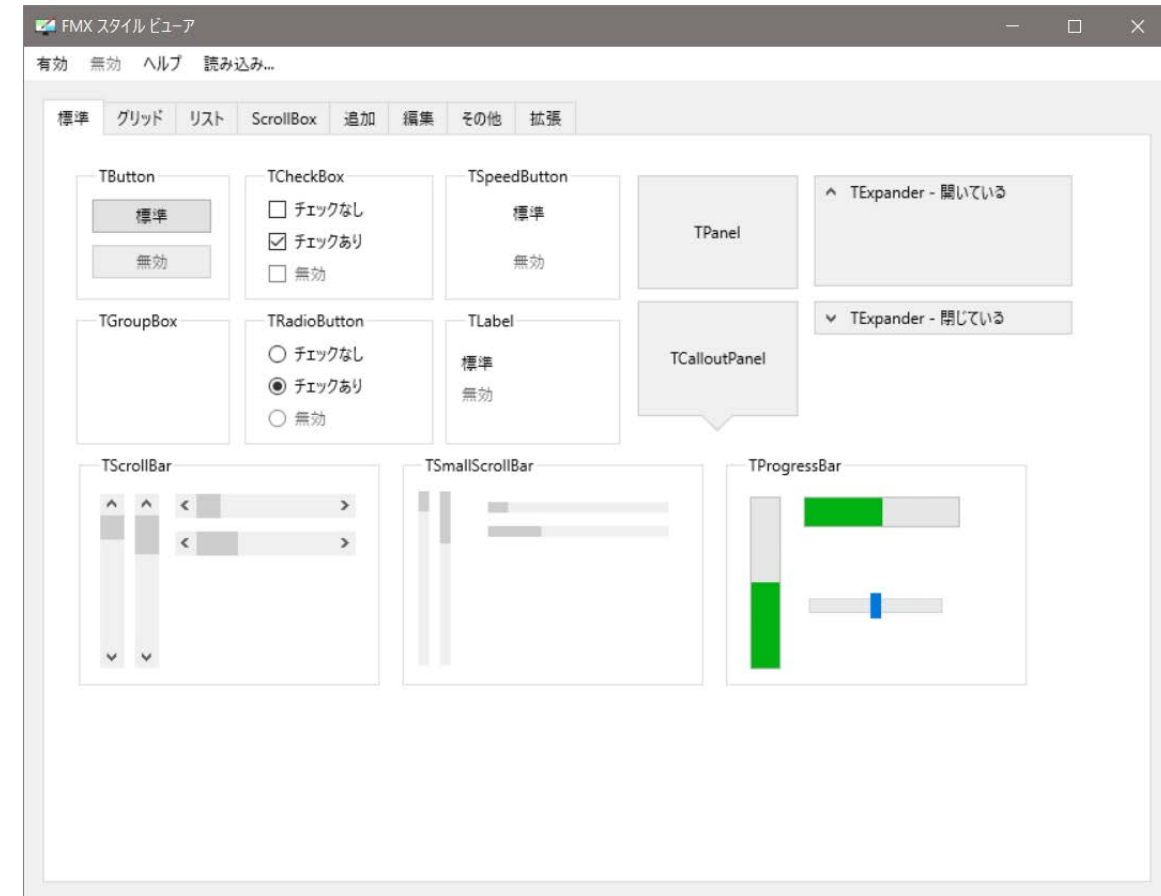 FMX スタイル ビューア
有効 無効 ヘルプ 読み込み...
標準 グリッド リスト ScrollBox 追加 編集 その他 拡張
TButton
標準
無効
TCheckBox
チェックなし
チェックあり
無効
TSpeedButton
標準
無効
TPanel
TExpander - 開いている
TGroupBox
TRadioButton
チェックなし
チェックあり
無効
TLabel
標準
無効
TCalloutPanel
TExpander - 閉じている
TScrollBar
TSmallScrollBar
TProgressBar